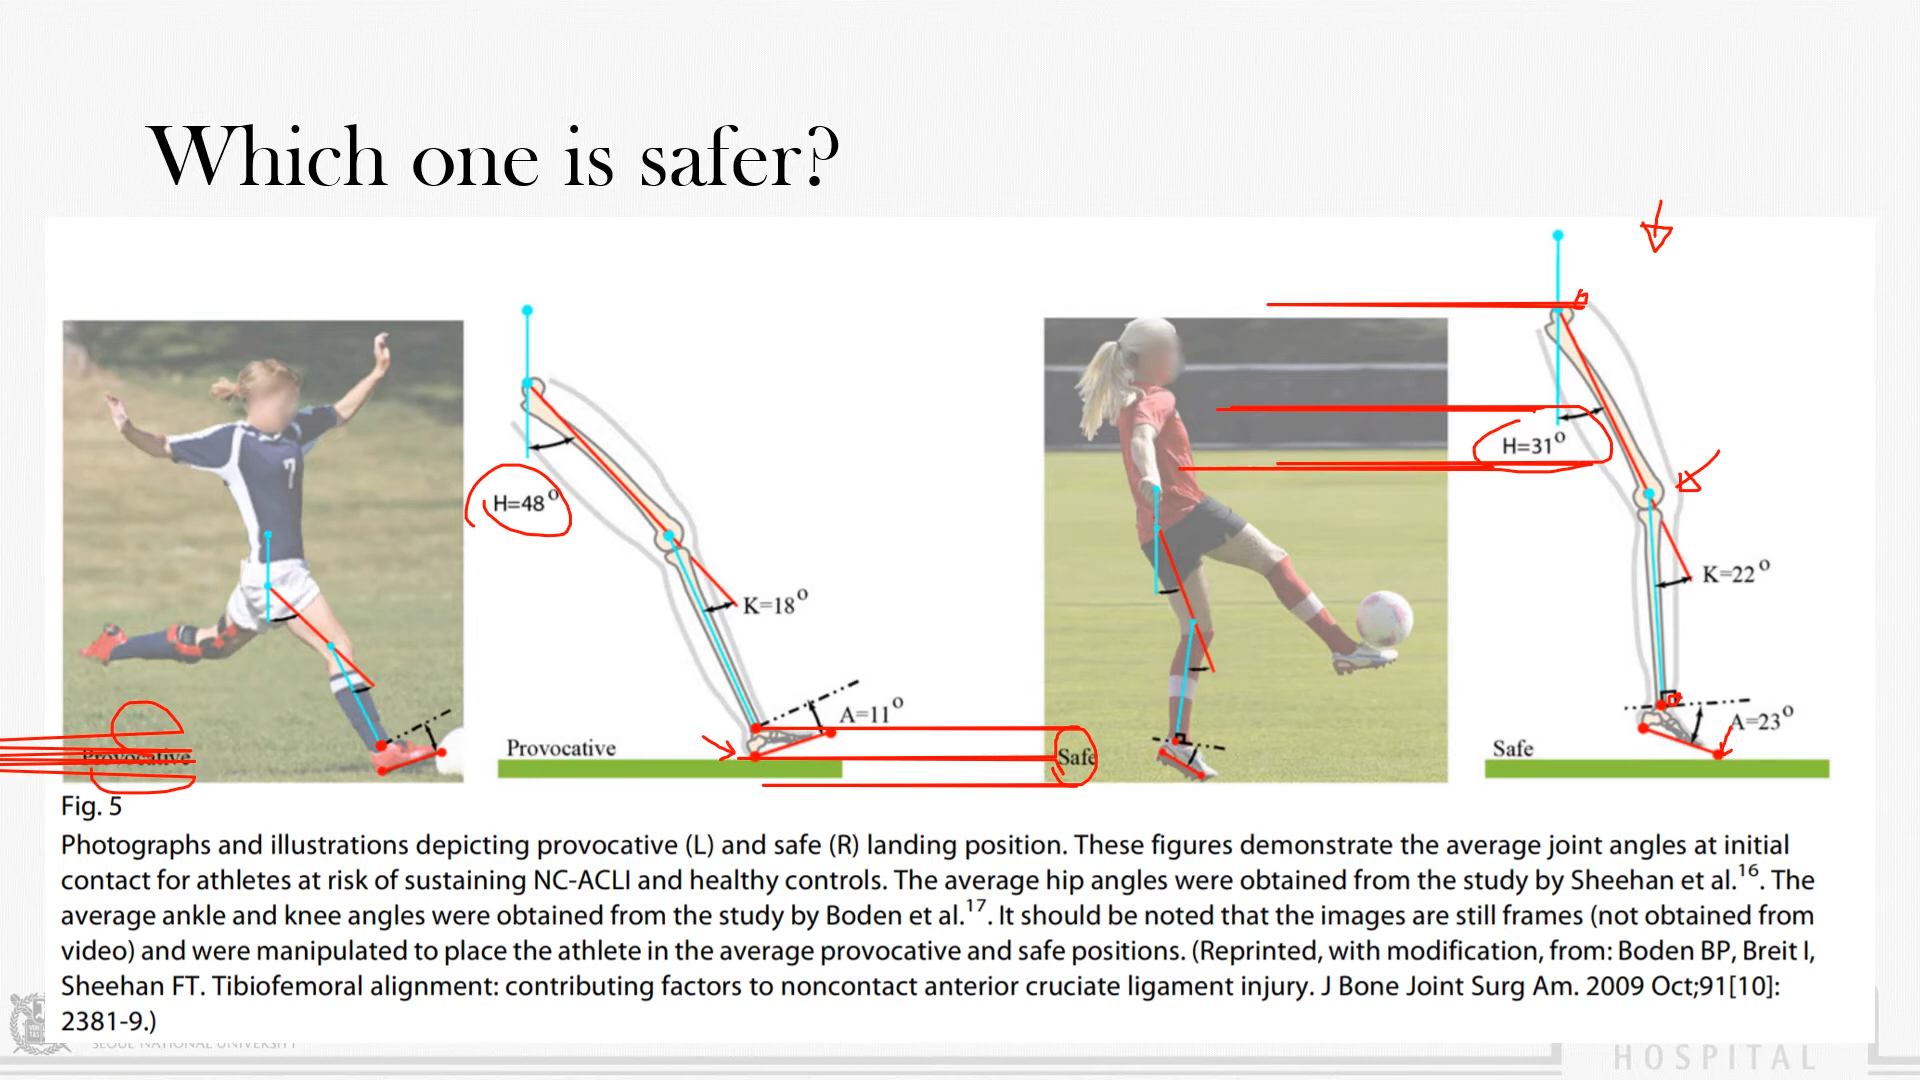 Which one is safer?
7
H=48°
K=18°
A=11°
Provocative
Provocative
H=31°
K=22°
A=23°
Safe
Safe
Fig. 5
Photographs and illustrations depicting provocative (L) and safe (R) landing position. These figures demonstrate the average joint angles at initial
contact for athletes at risk of sustaining NC-ACLI and healthy controls. The average hip angles were obtained from the study by Sheehan et al.16. The
average ankle and knee angles were obtained from the study by Boden et al.17. It should be noted that the images are still frames (not obtained from
video) and were manipulated to place the athlete in the average provocative and safe positions. (Reprinted, with modification, from: Boden BP, Breit I,
Sheehan FT. Tibiofemoral alignment: contributing factors to noncontact anterior cruciate ligament injury. J Bone Joint Surg Am. 2009 Oct;91[10]:
2381-9.)
SEOUL NATIONAL UNIVERSITY
HOSPITAL